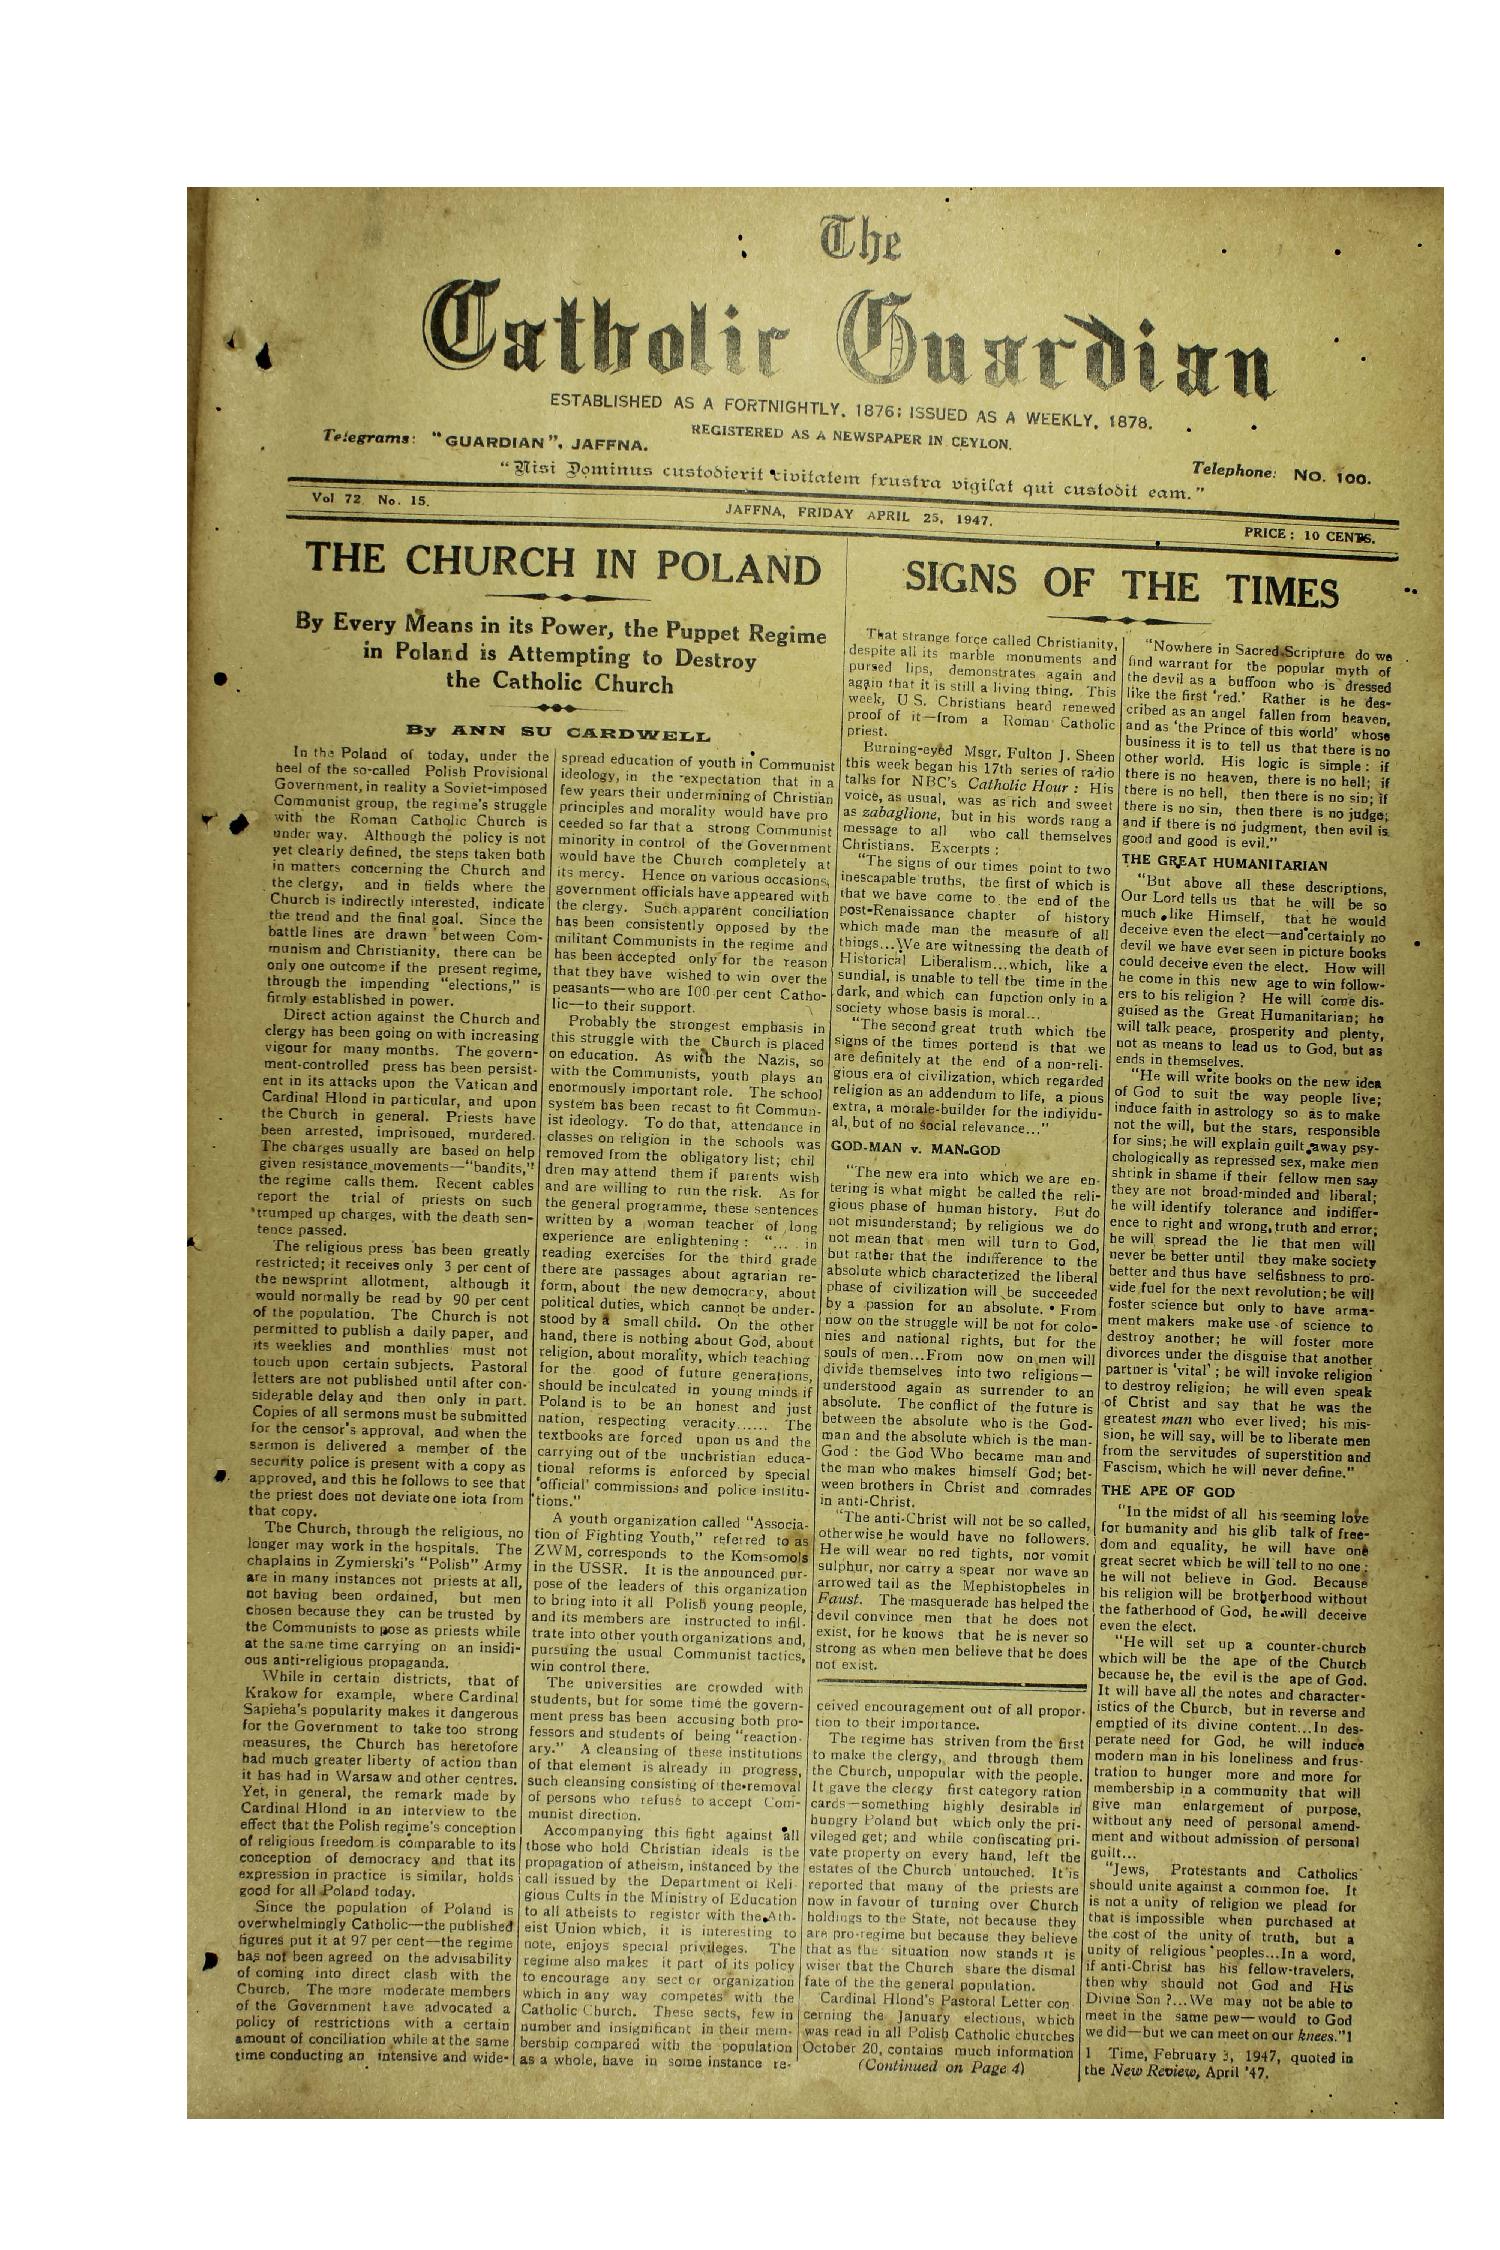 The
Catholic Guardian
ESTABLISHED AS A FORTNIGHTLY, 1876; ISSUED AS A WEEKLY, 1878.
REGISTERED AS A NEWSPAPER IN CEYLON.
Telegrams: "GUARDIAN", JAFFNA.
Telephone: NO. 100.
"Nisi Dominus custodierit civitatem frustra vigilat qui custodit eam."
Vol 72. No. 15.
JAFFNA, FRIDAY APRIL 25, 1947.
PRICE: 10 CENTS.
THE CHURCH IN POLAND
By Every Means in its Power, the Puppet Regime
in Poland is Attempting to Destroy
the Catholic Church
By ANN SU CARDWELL
In the Poland of today, under the
heel of the so-called Polish Provisional
Government, in reality a Soviet-imposed
Communist group, the regime's struggle
with the Roman Catholic Church is
under way. Although the policy is not
yet clearly defined, the steps taken both
in matters concerning the Church and
the clergy, and in fields where the
Church is indirectly interested, indicate
the trend and the final goal. Since the
battle lines are drawn between Com-
munism and Christianity, there can be
only one outcome if the present regime,
through the impending "elections," is
firmly established in power.
Direct action against the Church and
clergy has been going on with increasing
vigour for many months. The govern-
ment-controlled press has been persist-
ent in its attacks upon the Vatican and
Cardinal Hlond in particular, and upon
the Church in general. Priests have
been arrested, imprisoned, murdered.
The charges usually are based on help
given resistance movements—"bandits,"
the regime calls them. Recent cables
report the trial of priests on such
trumped up charges, with the death sen-
tence passed.
The religious press has been greatly
restricted; it receives only 3 per cent of
the newsprint allotment, although it
would normally be read by 90 per cent
of the population. The Church is not
permitted to publish a daily paper, and
its weeklies and monthlies must not
touch upon certain subjects. Pastoral
letters are not published until after con-
siderable delay and then only in part.
Copies of all sermons must be submitted
for the censor's approval, and when the
sermon is delivered a member of the
security police is present with a copy as
approved, and this he follows to see that
the priest does not deviate one iota from
that copy.
The Church, through the religious, no
longer may work in the hospitals. The
chaplains in Zymierski's "Polish" Army
are in many instances not priests at all,
not having been ordained, but men
chosen because they can be trusted by
the Communists to pose as priests while
at the same time carrying on an insidi-
ous anti-religious propaganda.
While in certain districts, that of
Krakow for example, where Cardinal
Sapieha's popularity makes it dangerous
for the Government to take too strong
measures, the Church has heretofore
had much greater liberty of action than
it has had in Warsaw and other centres.
Yet, in general, the remark made by
Cardinal Hlond in an interview to the
effect that the Polish regime's conception
of religious freedom is comparable to its
conception of democracy and that its
expression in practice is similar, holds
good for all Poland today.
Since the population of Poland is
overwhelmingly Catholic—the published
figures put it at 97 per cent—the regime
has not been agreed on the advisability
of coming into direct clash with the
Church. The more moderate members
of the Government have advocated a
policy of restrictions with a certain
amount of conciliation while at the same
time conducting an intensive and wide-
spread education of youth in Communist
ideology, in the expectation that in a
few years their undermining of Christian
principles and morality would have pro
ceeded so far that a strong Communist
minority in control of the Government
would have the Church completely at
its mercy. Hence on various occasions,
government officials have appeared with
the clergy. Such apparent conciliation
has been consistently opposed by the
militant Communists in the regime and
has been accepted only for the reason
that they have wished to win over the
peasants—who are 100 per cent Catho-
lic—to their support.
Probably the strongest emphasis in
this struggle with the Church is placed
on education. As with the Nazis, so
with the Communists, youth plays an
enormously important role. The school
system has been recast to fit Commun-
ist ideology. To do that, attendance in
classes on religion in the schools was
removed from the obligatory list; chil
dren may attend them if parents wish
and are willing to run the risk. As for
the general programme, these sentences
written by a woman teacher of long
experience are enlightening: "... in
reading exercises for the third grade
there are passages about agrarian re-
form, about the new democracy, about
political duties, which cannot be under-
stood by a small child. On the other
hand, there is nothing about God, about
religion, about morality, which teaching
for the good of future generations,
should be inculcated in young minds if
Poland is to be an honest and just
nation, respecting veracity...... The
textbooks are forced upon us and the
carrying out of the unchristian educa-
tional reforms is enforced by special
'official' commissions and police institu-
tions."
A youth organization called "Associa-
tion of Fighting Youth," referred to as
ZWM, corresponds to the Komsomols
in the USSR. It is the announced pur-
pose of the leaders of this organization
to bring into it all Polish young people,
and its members are instructed to infil-
trate into other youth organizations and,
pursuing the usual Communist tactics,
win control there.
The universities are crowded with
students, but for some time the govern-
ment press has been accusing both pro-
fessors and students of being "reaction-
ary." A cleansing of these institutions
of that element is already in progress,
such cleansing consisting of the removal
of persons who refuse to accept Com-
munist direction.
Accompanying this fight against all
those who hold Christian ideals is the
propagation of atheism, instanced by the
call issued by the Department of Reli-
gious Cults in the Ministry of Education
to all atheists to register with the Ath-
eist Union which, it is interesting to
note, enjoys special privileges. The
regime also makes it part of its policy
to encourage any sect or organization
which in any way competes with the
Catholic Church. These sects, few in
number and insignificant in their mem-
bership compared with the population
as a whole, have in some instance re-
ceived encouragement out of all propor-
tion to their importance.
The regime has striven from the first
to make the clergy, and through them
the Church, unpopular with the people.
It gave the clergy first category ration
cards—something highly desirable in
hungry Poland but which only the pri-
vileged get; and while confiscating pri-
vate property on every hand, left the
estates of the Church untouched. It is
reported that many of the priests are
now in favour of turning over Church
holdings to the State, not because they
are pro-regime but because they believe
that as the situation now stands it is
wiser that the Church share the dismal
fate of the the general population.
Cardinal Hlond's Pastoral Letter con
cerning the January elections, which
was read in all Polish Catholic churches
October 20, contains much information
(Continued on Page 4)
SIGNS OF THE TIMES
That strange force called Christianity,
despite all its marble monuments and
pursed lips, demonstrates again and
again that it is still a living thing. This
week, U S. Christians heard renewed
proof of it—from a Roman Catholic
priest.
Burning-eyed Msgr. Fulton J. Sheen
this week began his 17th series of radio
talks for NBC's Catholic Hour: His
voice, as usual, was as rich and sweet
as zabaglione, but in his words rang a
message to all who call themselves
Christians. Excerpts:
"The signs of our times point to two
inescapable truths, the first of which is
that we have come to the end of the
post-Renaissance chapter of history
which made man the measure of all
things...We are witnessing the death of
Historical Liberalism...which, like a
sundial, is unable to tell the time in the
dark, and which can function only in a
society whose basis is moral...
"The second great truth which the
signs of the times portend is that we
are definitely at the end of a non-reli-
gious era of civilization, which regarded
religion as an addendum to life, a pious
extra, a morale-builder for the individu-
al, but of no social relevance..."
GOD-MAN v. MAN-GOD
"The new era into which we are en-
tering is what might be called the reli-
gious phase of human history. But do
not misunderstand; by religious we do
not mean that men will turn to God,
but rather that the indifference to the
absolute which characterized the liberal
phase of civilization will be succeeded
by a passion for an absolute. From
now on the struggle will be not for colo-
nies and national rights, but for the
souls of men...From now on men will
divide themselves into two religions—
understood again as surrender to an
absolute. The conflict of the future is
between the absolute who is the God-
man and the absolute which is the man-
God: the God Who became man and
the man who makes himself God; bet-
ween brothers in Christ and comrades
in anti-Christ.
"The anti-Christ will not be so called,
otherwise he would have no followers.
He will wear no red tights, nor vomit
sulphur, nor carry a spear nor wave an
arrowed tail as the Mephistopheles in
Faust. The masquerade has helped the
devil convince men that he does not
exist, for he knows that he is never so
strong as when men believe that he does
not exist.
"Nowhere in Sacred Scripture do we
find warrant for the popular myth of
the devil as a buffoon who is dressed
like the first 'red.' Rather is he des-
cribed as an angel fallen from heaven,
and as 'the Prince of this world' whose
business it is to tell us that there is no
other world. His logic is simple: if
there is no heaven, there is no hell; if
there is no hell, then there is no sin; if
there is no sin, then there is no judge;
and if there is no judgment, then evil is
good and good is evil."
THE GREAT HUMANITARIAN
"But above all these descriptions,
Our Lord tells us that he will be so
much like Himself, that he would
deceive even the elect—and certainly no
devil we have ever seen in picture books
could deceive even the elect. How will
he come in this new age to win follow-
ers to his religion? He will come dis-
guised as the Great Humanitarian; he
will talk peace, prosperity and plenty,
not as means to lead us to God, but as
ends in themselves.
"He will write books on the new idea
of God to suit the way people live;
induce faith in astrology so as to make
not the will, but the stars, responsible
for sins; he will explain guilt away psy-
chologically as repressed sex, make men
shrink in shame if their fellow men say
they are not broad-minded and liberal;
he will identify tolerance and indiffer-
ence to right and wrong, truth and error;
he will spread the lie that men will
never be better until they make society
better and thus have selfishness to pro-
vide fuel for the next revolution; he will
foster science but only to have arma-
ment makers make use of science to
destroy another; he will foster more
divorces under the disguise that another
partner is 'vital'; he will invoke religion
to destroy religion; he will even speak
of Christ and say that he was the
greatest man who ever lived; his mis-
sion, he will say, will be to liberate men
from the servitudes of superstition and
Fascism, which he will never define."
THE APE OF GOD
"In the midst of all his seeming love
for humanity and his glib talk of free-
dom and equality, he will have one
great secret which he will tell to no one:
he will not believe in God. Because
his religion will be brotherhood without
the fatherhood of God, he will deceive
even the elect.
"He will set up a counter-church
which will be the ape of the Church
because he, the evil is the ape of God.
It will have all the notes and character-
istics of the Church, but in reverse and
emptied of its divine content...In des-
perate need for God, he will induce
modern man in his loneliness and frus-
tration to hunger more and more for
membership in a community that will
give man enlargement of purpose,
without any need of personal amend-
ment and without admission of personal
guilt...
"Jews, Protestants and Catholics
should unite against a common foe. It
is not a unity of religion we plead for
that is impossible when purchased at
the cost of the unity of truth, but a
unity of religious peoples...In a word,
if anti-Christ has his fellow-travelers,
then why should not God and His
Divine Son?...We may not be able to
meet in the same pew—would to God
we did—but we can meet on our knees."1
1 Time, February 3, 1947, quoted in
the New Review, April '47.